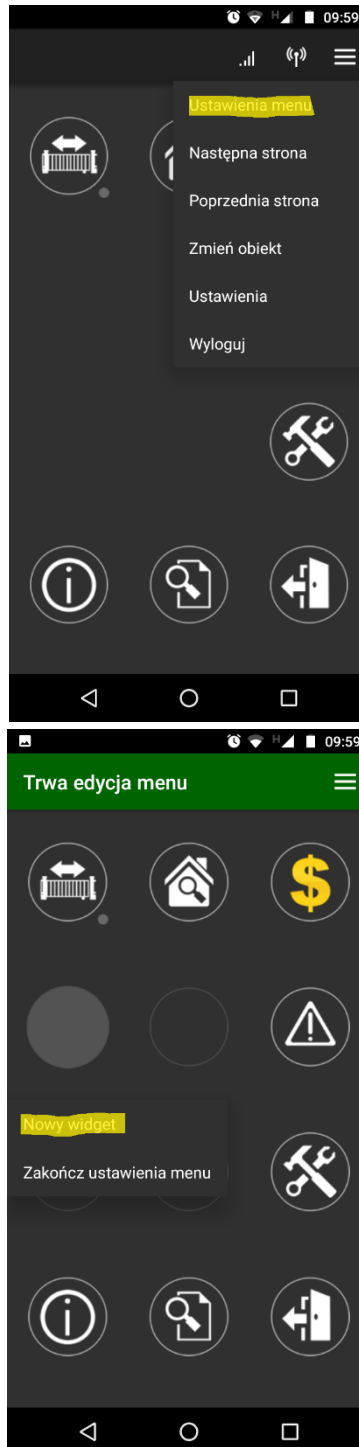 H
09:59
Ustawienia menu
Następna strona
Poprzednia strona
Zmień obiekt
Ustawienia
Wyloguj
H
09:59
Trwa edycja menu
$
Nowy widget
Zakończ ustawienia menu